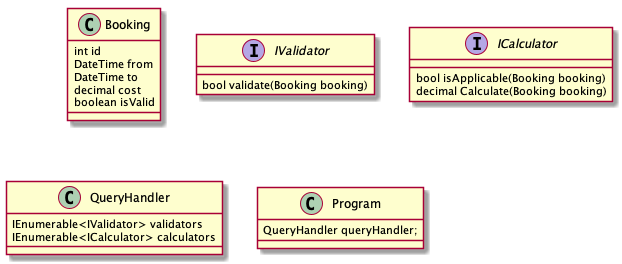 C Booking
int id
DateTime from
DateTime to
decimal cost
boolean isValid
I IValidator
bool validate(Booking booking)
I ICalculator
bool isApplicable(Booking booking)
decimal Calculate(Booking booking)
C QueryHandler
IEnumerable<IValidator> validators
IEnumerable<ICalculator> calculators
C Program
QueryHandler queryHandler;